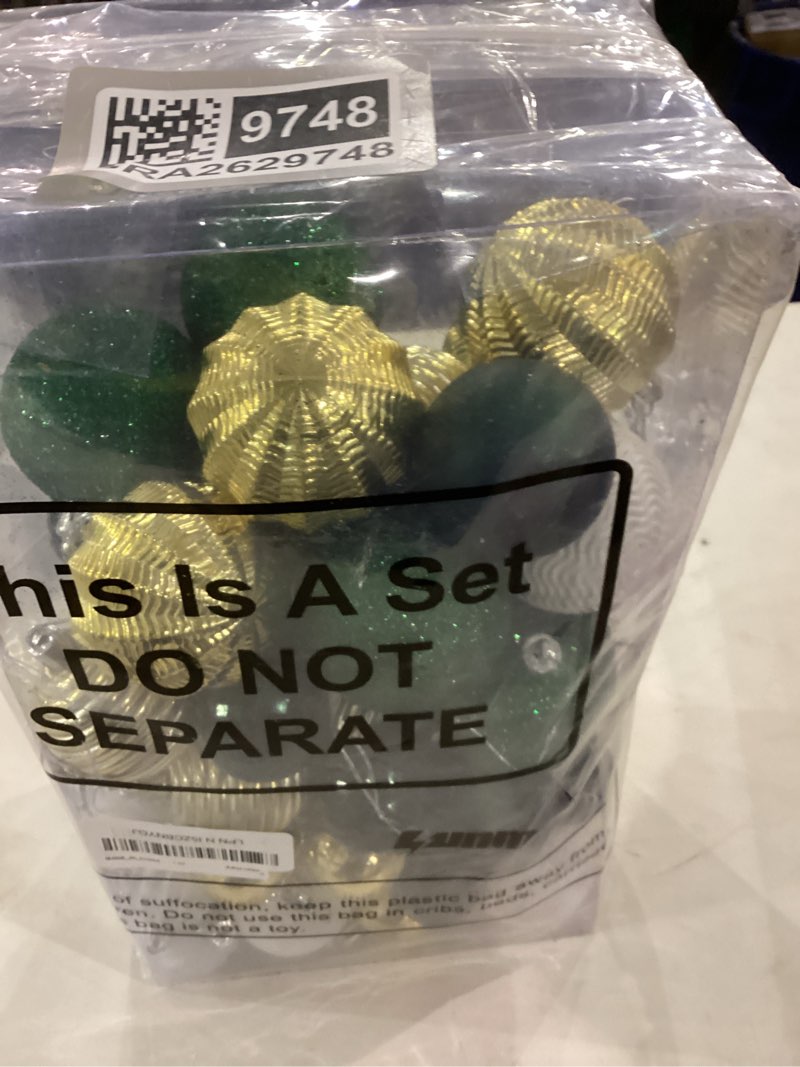 9748
RA2629748
his Is A Set
DO NOT
SEPARATE
of suffocation, keep this plastic bag away from
en. Do not use this bag in cribs, beds,
bag is not a toy.